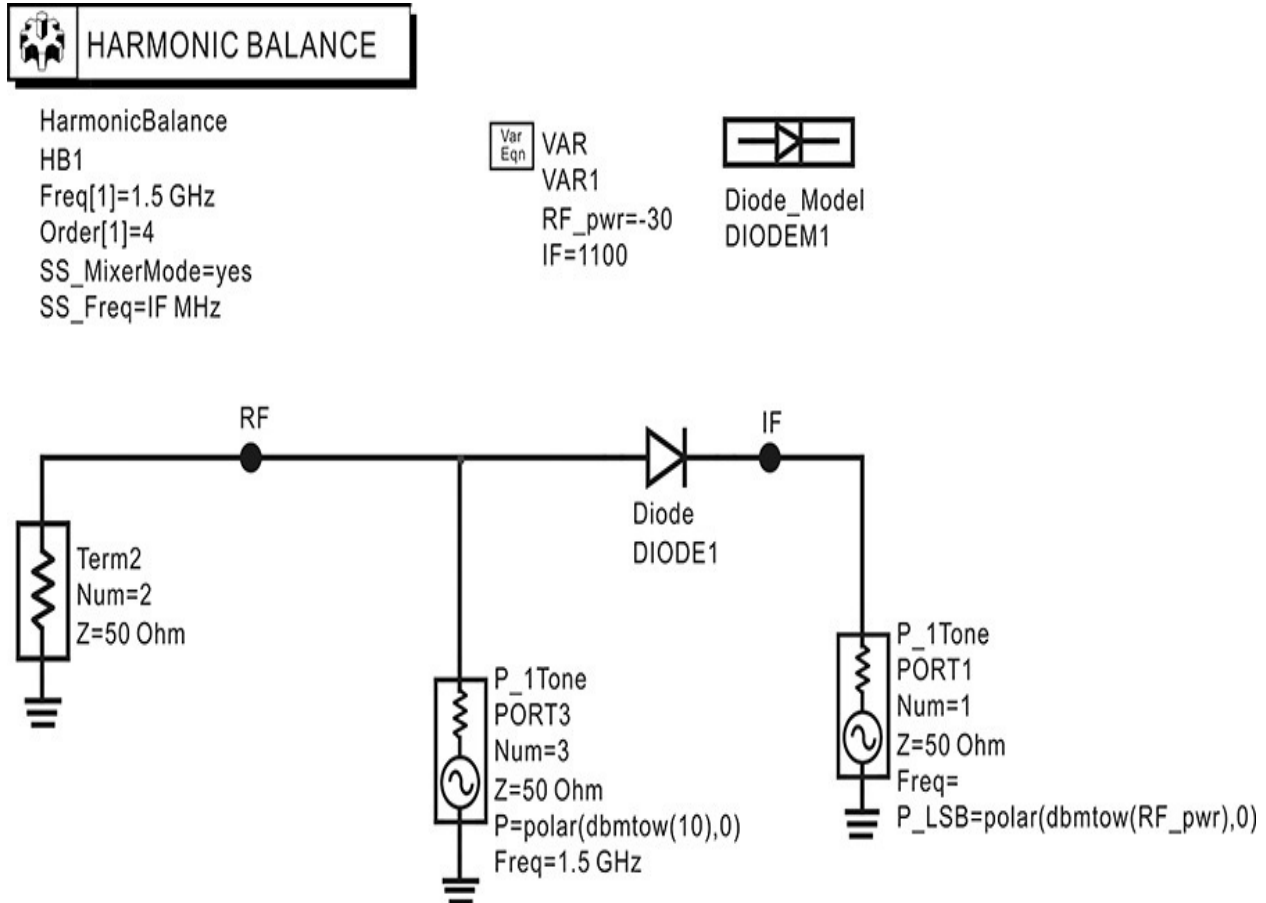 HARMONIC BALANCE
HarmonicBalance
HB1
Freq[1]=1.5 GHz
Order[1]=4
SS_MixerMode=yes
SS_Freq=IF MHz
Var
Eqn
VAR
VAR1
RF_pwr=-30
IF=1100
Diode_Model
DIODEM1
RF
IF
Diode
DIODE1
Term2
Num=2
Z=50 Ohm
P_1Tone
PORT3
Num=3
Z=50 Ohm
P=polar(dbmtow(10),0)
Freq=1.5 GHz
P_1Tone
PORT1
Num=1
Z=50 Ohm
Freq=
P_LSB=polar(dbmtow(RF_pwr),0)